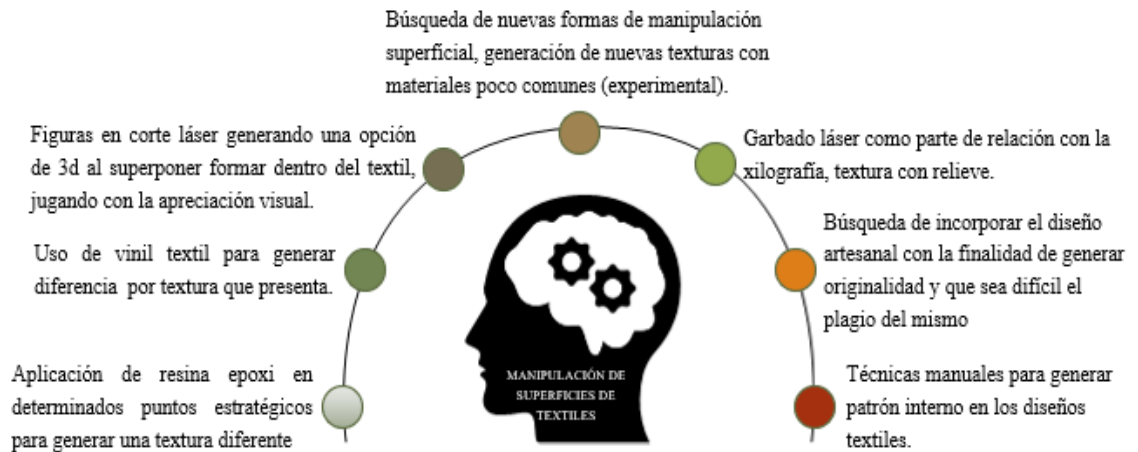 Búsqueda de nuevas formas de manipulación
superficial, generación de nuevas texturas con
materiales poco comunes (experimental).
Figuras en corte láser generando una opción
de 3d al superponer formar dentro del textil,
jugando con la apreciación visual.
Garbado láser como parte de relación con la
xilografía, textura con relieve.
Uso de vinil textil para generar
diferencia por textura que presenta.
Búsqueda de incorporar el diseño
artesanal con la finalidad de generar
originalidad y que sea difícil el
plagio del mismo
Aplicación de resina epoxi en
determinados puntos estratégicos
para generar una textura diferente
MANIPULACIÓN DE
SUPERFICIES DE
TEXTILES
Técnicas manuales para generar
patrón interno en los diseños
textiles.